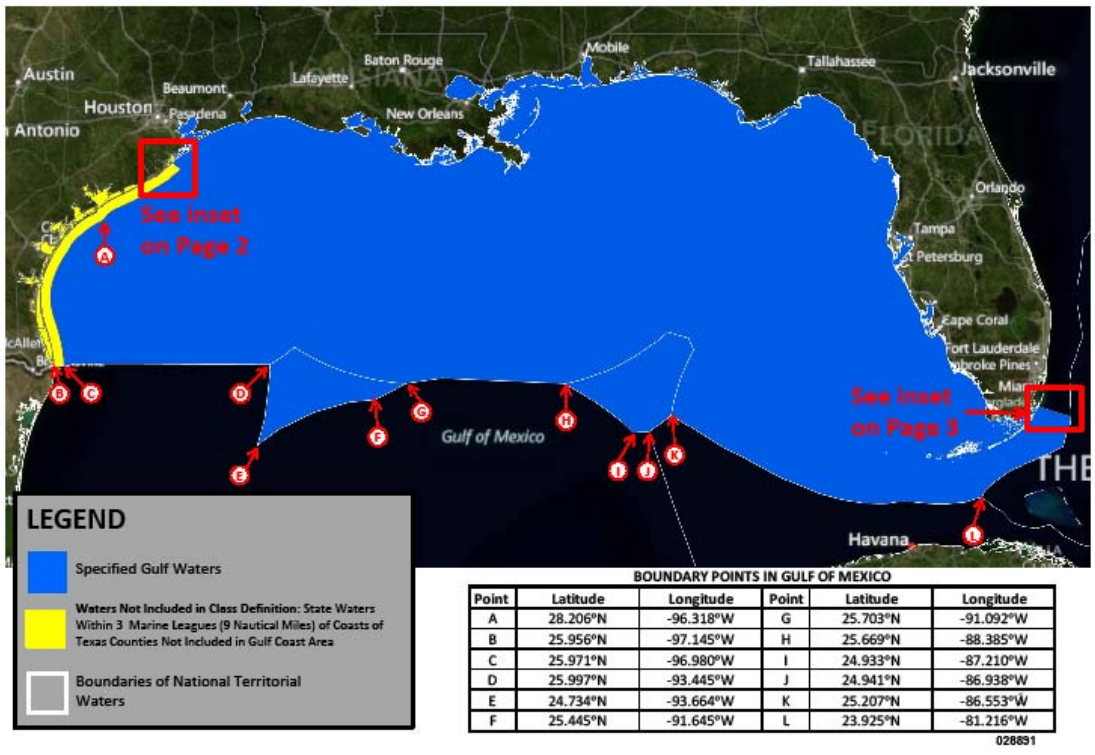 Mobile
Tallahassee
Baton Rouge
Jacksonville
Austin
Beaumont
Lafayette
LOUISIANA
Houston
Pasadena
New Orleans
Antonio
FLORIDA
Orlando
See inset
on Page 2
Tampa
Petersburg
A
Cape Coral
Fort Lauderdale
B
C
D
E
F
G
H
I
J
K
L
See inset
on Page 3
Gulf of Mexico
THE
Havana
LEGEND
Specified Gulf Waters
Waters Not Included in Class Definition: State Waters
Within 3 Marine Leagues (9 Nautical Miles) of Coasts of
Texas Counties Not Included in Gulf Coast Area
Boundaries of National Territorial
Waters
BOUNDARY POINTS IN GULF OF MEXICO
Point Latitude Longitude Point Latitude Longitude
A 28.206°N -96.318°W G 25.703°N -91.092°W
B 25.956°N -97.145°W H 25.669°N -88.385°W
C 25.971°N -96.980°W I 24.933°N -87.210°W
D 25.997°N -93.445°W J 24.941°N -86.938°W
E 24.734°N -93.664°W K 25.207°N -86.553°W
F 25.445°N -91.645°W L 23.925°N -81.216°W
028891